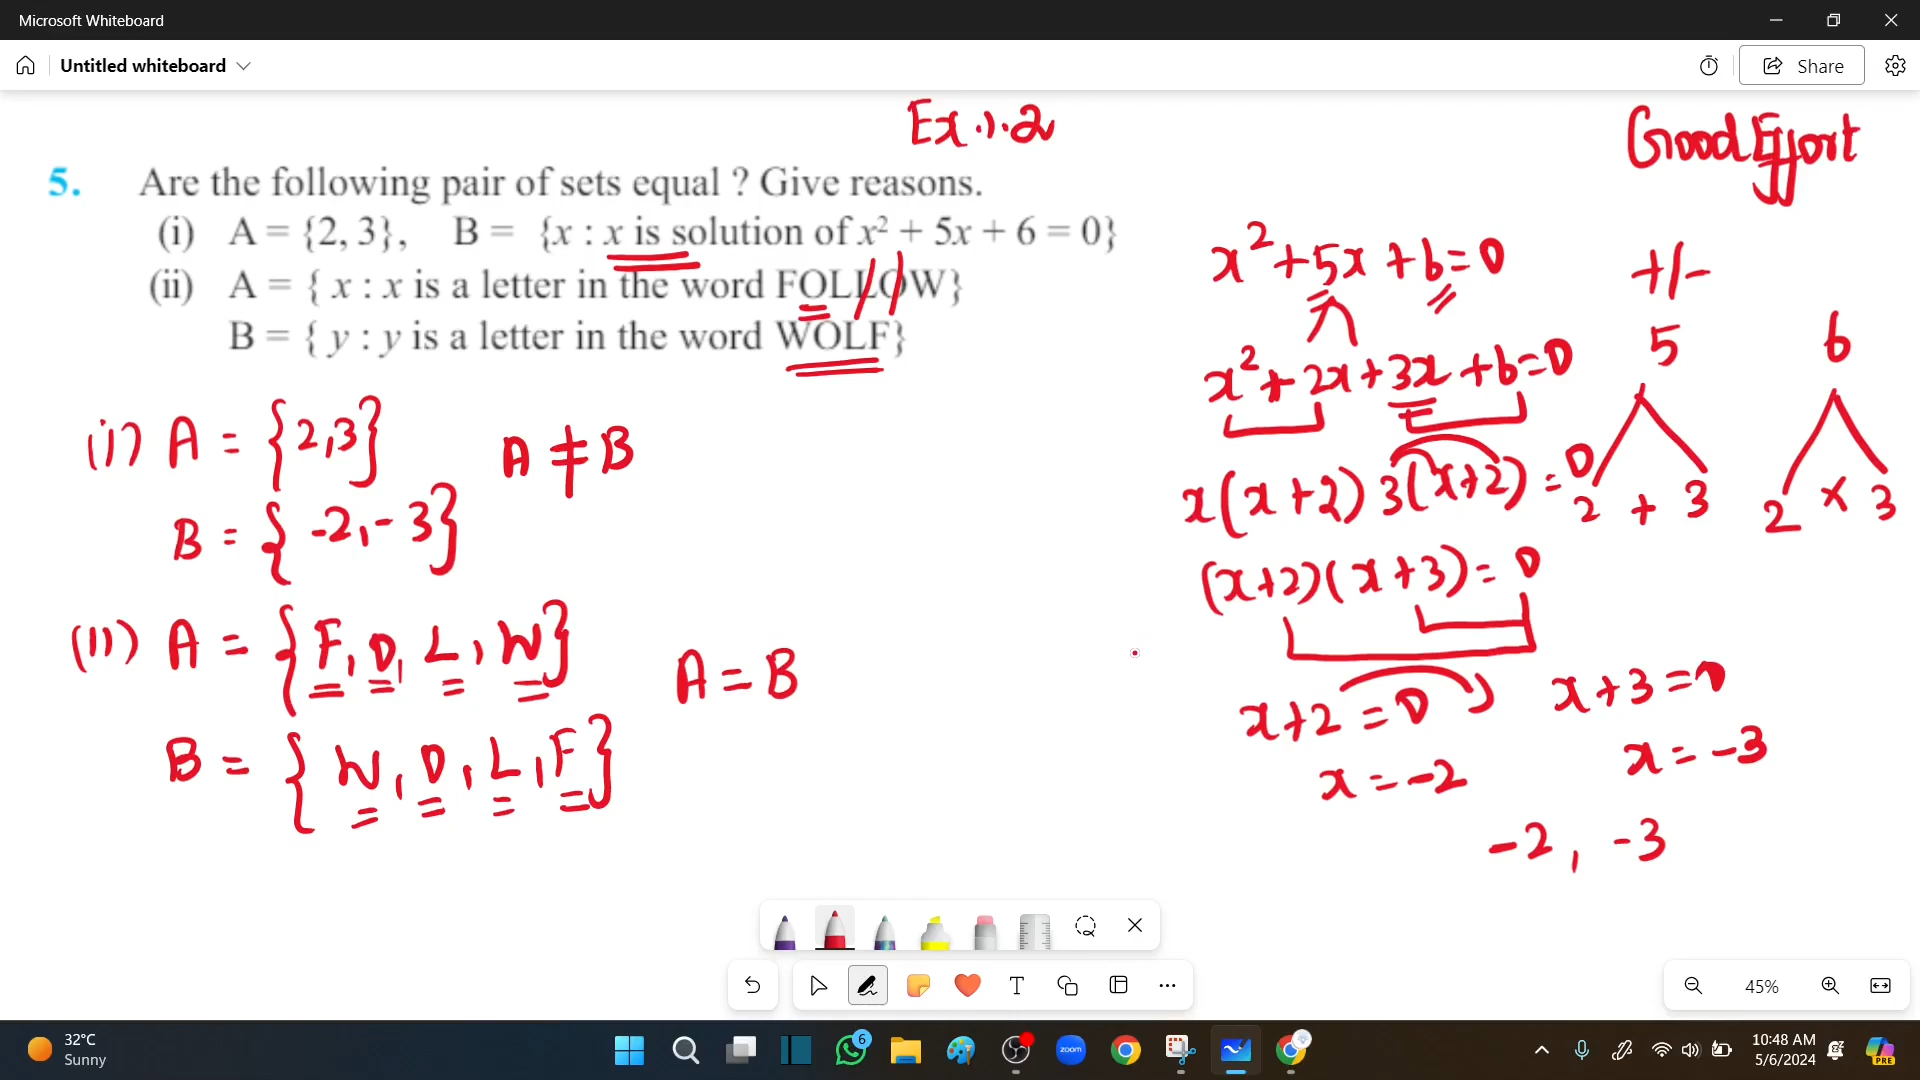 Microsoft Whiteboard
Untitled whiteboard
Share
Ex.1.2
Good Effort
5. Are the following pair of sets equal ? Give reasons.
(i) A = {2, 3}, B = {x : x is solution of x² + 5x + 6 = 0}
(ii) A = { x : x is a letter in the word FOLLOW}
B = { y : y is a letter in the word WOLF}
(i) A = {2,3} A ≠ B
B = {-2, -3}
(ii) A = {F, O, L, W} A = B
B = {W, O, L, F}
x² + 5x + 6 = 0
x² + 2x + 3x + 6 = 0
x(x+2) 3(x+2) = 0
(x+2)(x+3) = 0
x+2 = 0 x+3 = 0
x = -2 x = -3
-2, -3
+/-
5 6
2 + 3 2 × 3
45%
32°C
Sunny
6
zoom
10:48 AM
5/6/2024
PRE